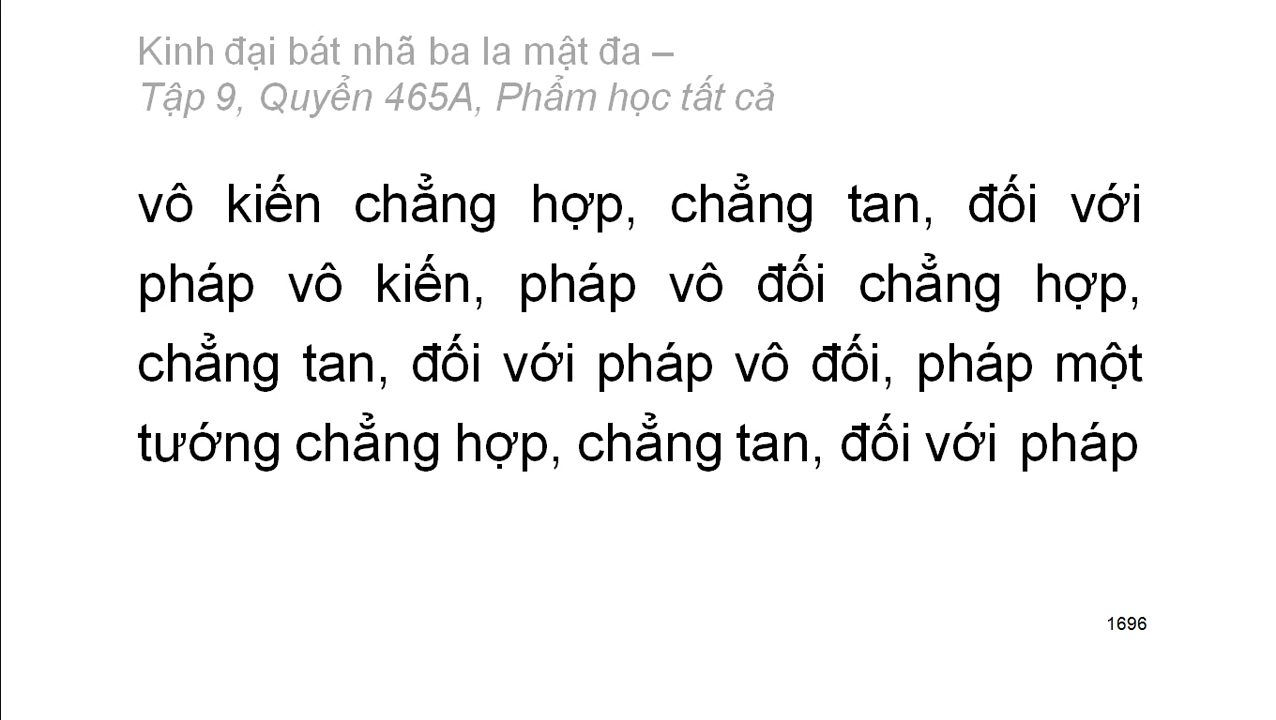 Kinh đại bát nhã ba la mật đa –
Tập 9, Quyển 465A, Phẩm học tất cả
vô kiến chẳng hợp, chẳng tan, đối với
pháp vô kiến, pháp vô đối chẳng hợp,
chẳng tan, đối với pháp vô đối, pháp một
tướng chẳng hợp, chẳng tan, đối với pháp
1696